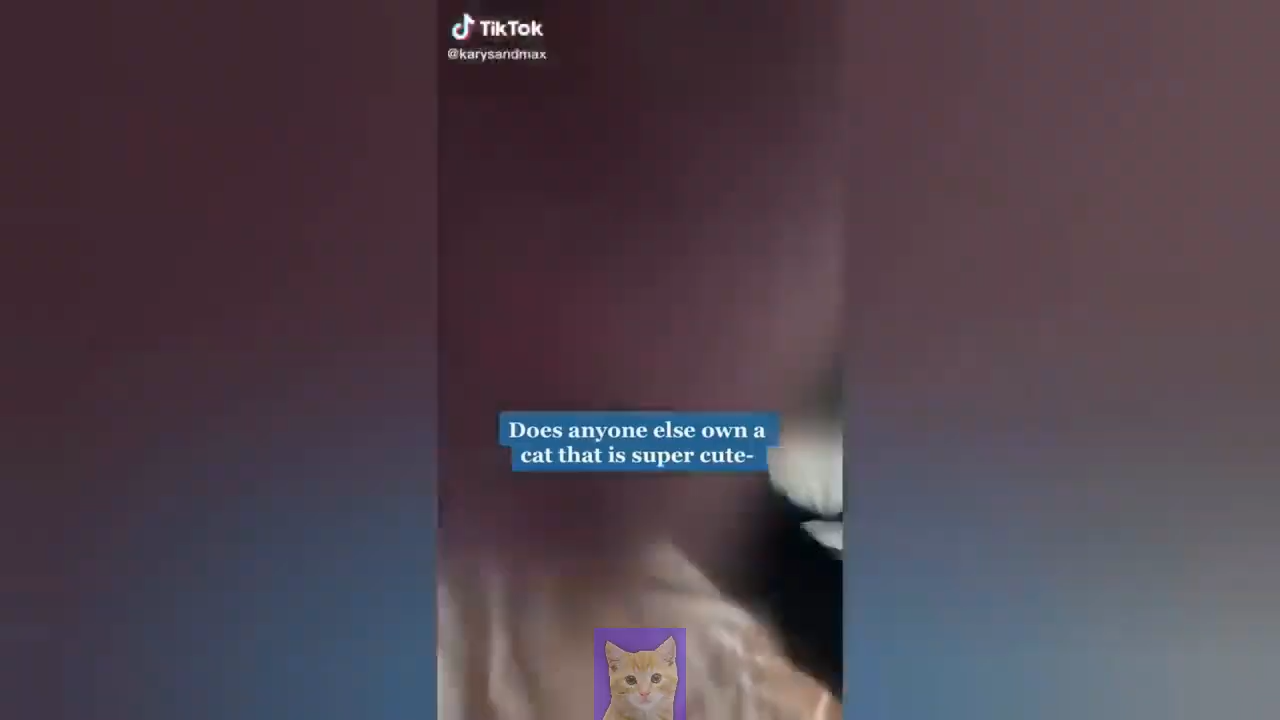 TikTok
@karysandmax
Does anyone else own a
cat that is super cute-